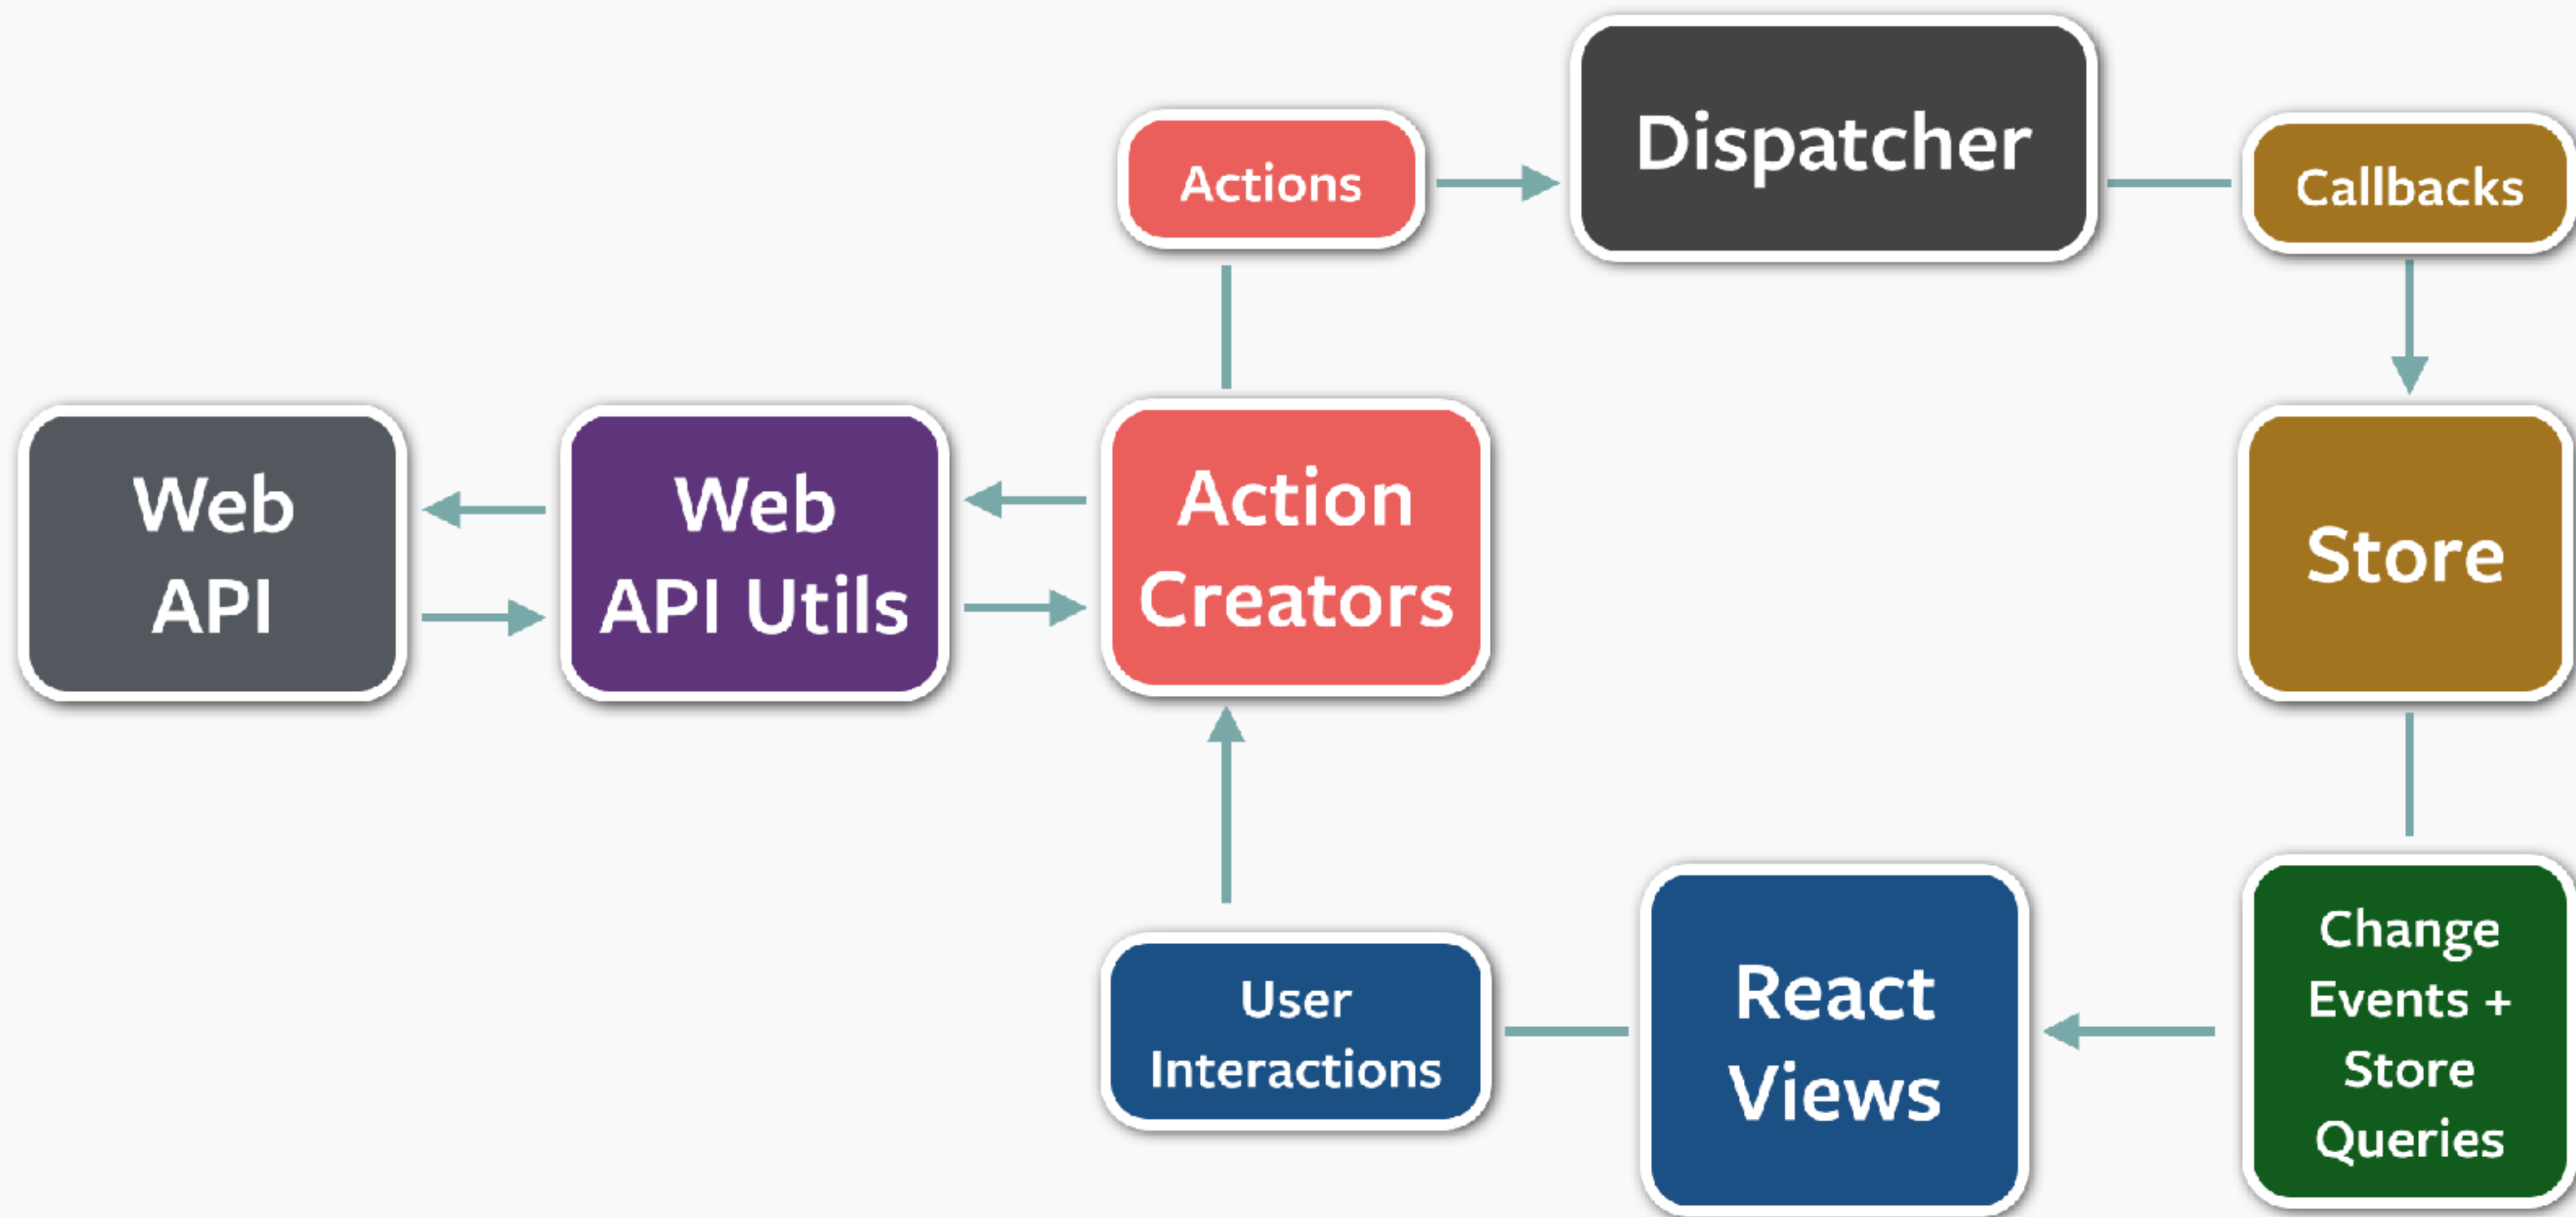 Dispatcher
Actions
Callbacks
Web
API
Web
API Utils
Action
Creators
Store
User
Interactions
React
Views
Change
Events +
Store
Queries